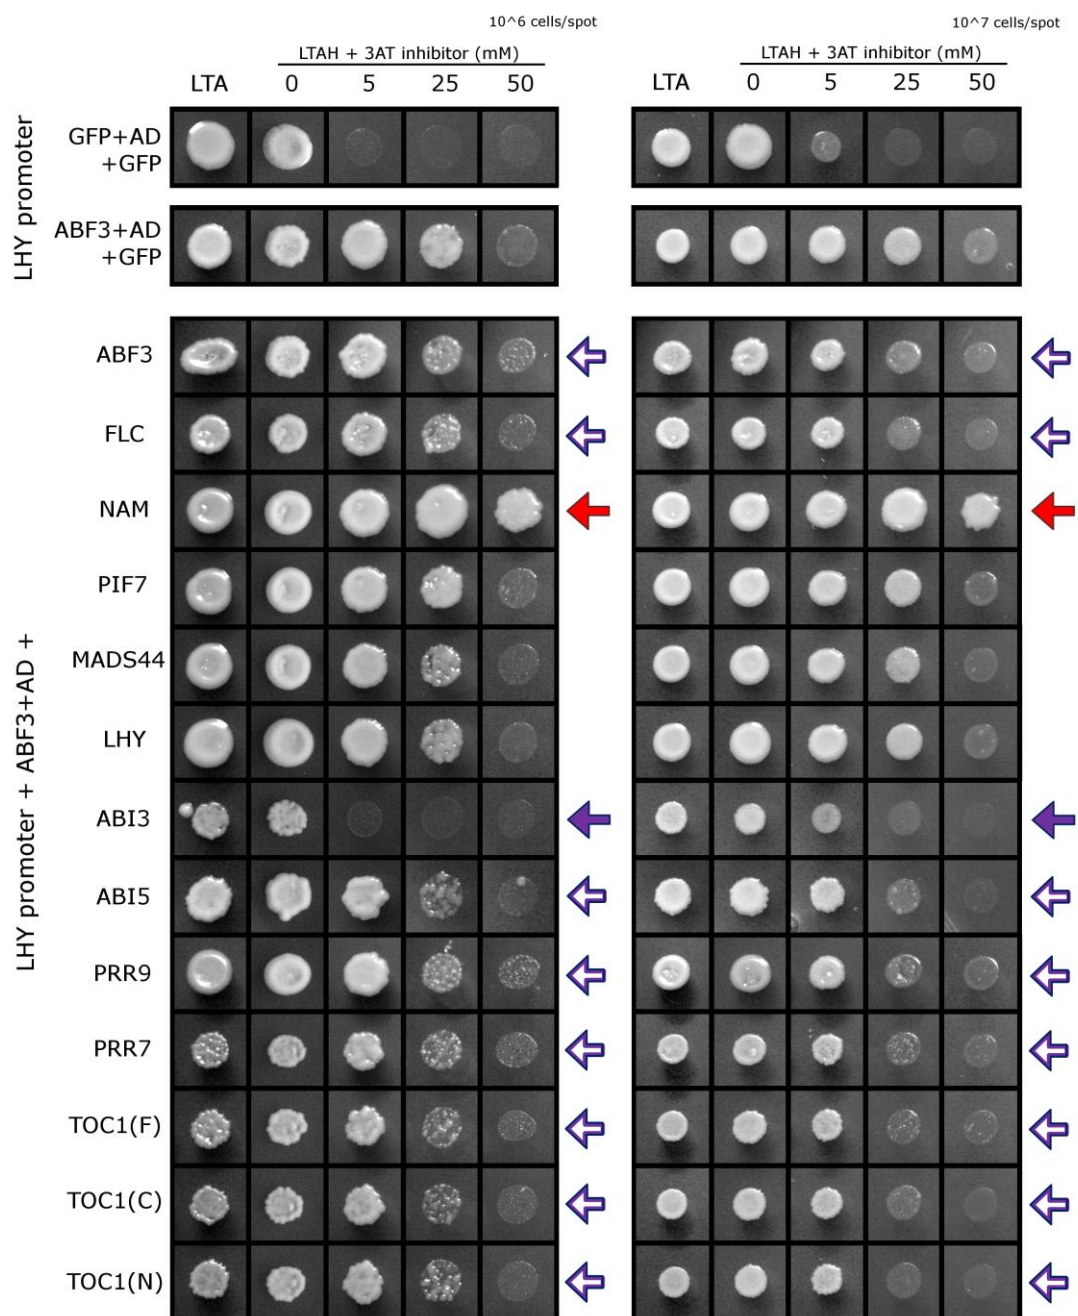 10^6 cells/spot
10^7 cells/spot
LTAH + 3AT inhibitor (mM)
LTAH + 3AT inhibitor (mM)
LTA 0 5 25 50
LTA 0 5 25 50
LHY promoter
GFP+AD
+GFP
ABF3+AD
+GFP
LHY promoter + ABF3+AD +
ABF3
FLC
NAM
PIF7
MADS44
LHY
ABI3
ABI5
PRR9
PRR7
TOC1(F)
TOC1(C)
TOC1(N)